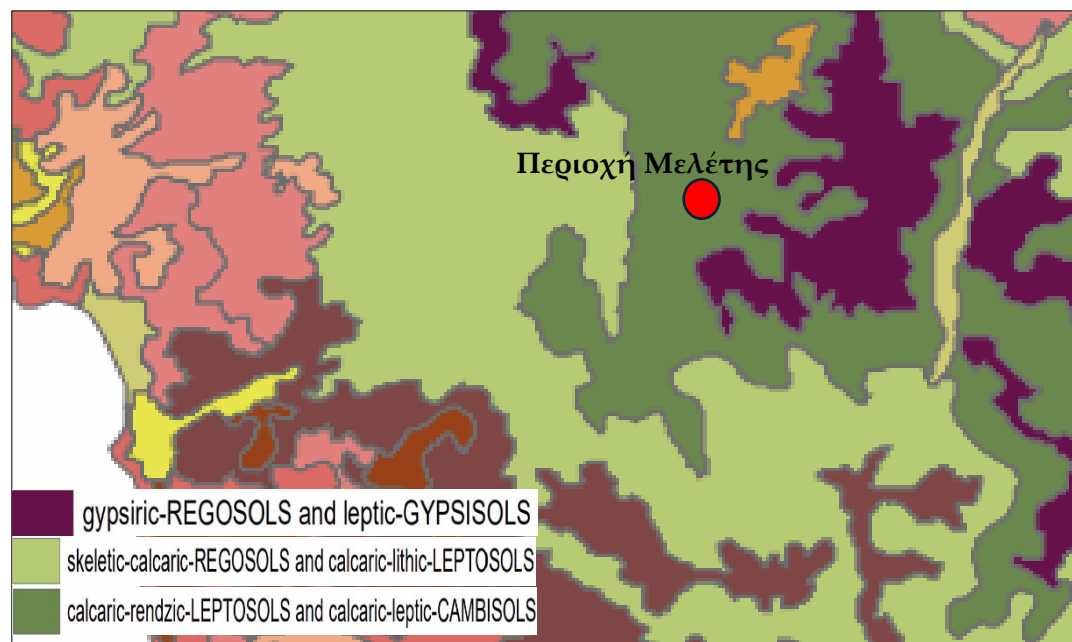 Περιοχή Μελέτης
gypsiric-REGOSOLS and leptic-GYPSISOLS
skeletic-calcaric-REGOSOLS and calcaric-lithic-LEPTOSOLS
calcaric-rendzic-LEPTOSOLS and calcaric-leptic-CAMBISOLS